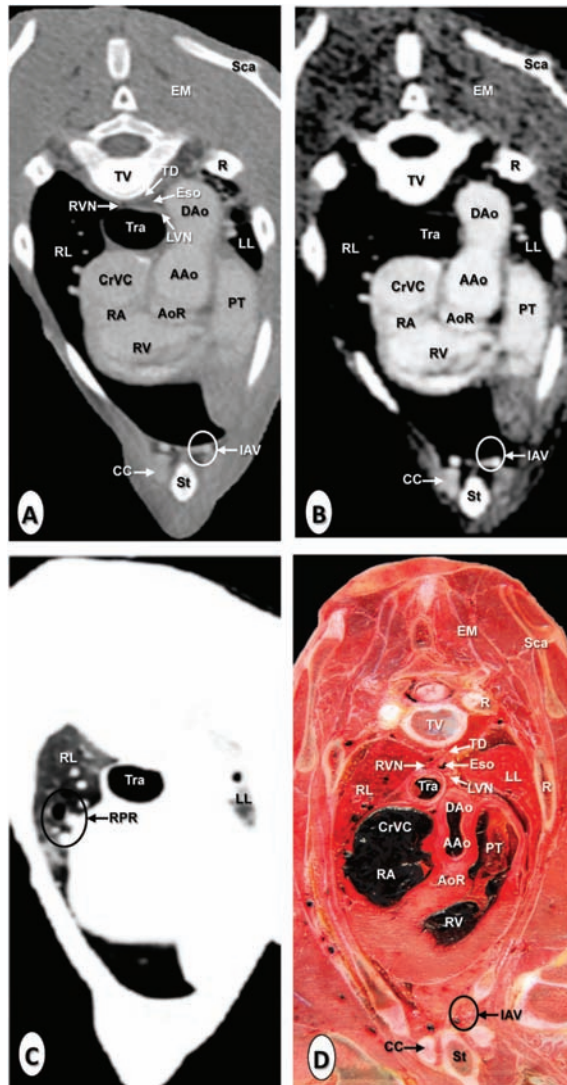 Sca
EM
TV
R
TD
RVN
Eso
DAo
LVN
Tra
RL
LL
CrVC
AAo
PT
RA
AoR
RV
IAV
CC
St
A
Sca
EM
R
TV
DAo
RL
Tra
LL
CrVC
AAo
PT
RA
AoR
RV
IAV
CC
St
B
RL
Tra
LL
RPR
C
EM
Sca
R
TV
TD
RVN
Eso
LL
RL
Tra
LVN
R
DAo
CrVC
AAo
PT
RA
AoR
RV
IAV
CC
St
D